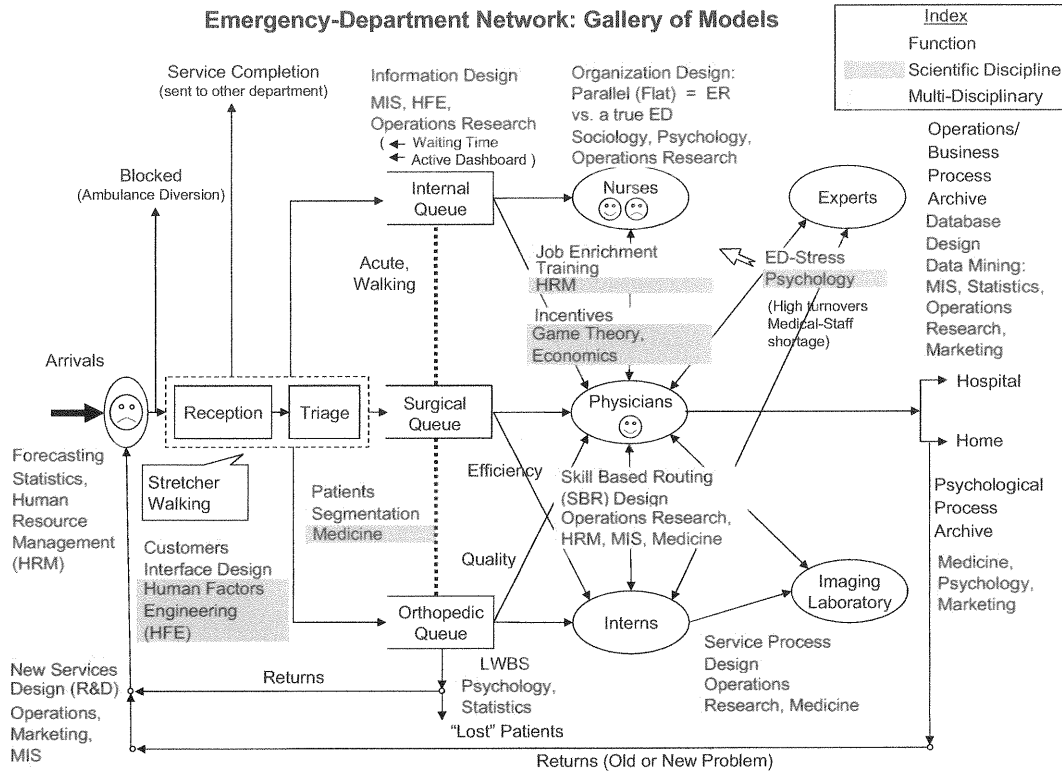 Emergency-Department Network: Gallery of Models
Index
Function
Scientific Discipline
Multi-Disciplinary
Service Completion
(sent to other department)
Information Design
MIS, HFE,
Operations Research
( ← Waiting Time
← Active Dashboard )
Organization Design:
Parallel (Flat) = ER
vs. a true ED
Sociology, Psychology,
Operations Research
Operations/
Business
Process
Archive
Database
Design
Data Mining:
MIS, Statistics,
Operations
Research,
Marketing
Blocked
(Ambulance Diversion)
Internal
Queue
Nurses
Experts
Acute,
Walking
Job Enrichment
Training
HRM
ED-Stress
Psychology
(High turnovers
Medical-Staff
shortage)
Incentives
Game Theory,
Economics
Arrivals
Reception
Triage
Surgical
Queue
Physicians
Hospital
Home
Forecasting
Statistics,
Human
Resource
Management
(HRM)
Stretcher
Walking
Patients
Segmentation
Medicine
Efficiency
Skill Based Routing
(SBR) Design
Operations Research,
HRM, MIS, Medicine
Psychological
Process
Archive
Medicine,
Psychology,
Marketing
Customers
Interface Design
Human Factors
Engineering
(HFE)
Quality
Orthopedic
Queue
Interns
Imaging
Laboratory
Service Process
Design
Operations
Research, Medicine
LWBS
Psychology,
Statistics
New Services
Design (R&D)
Operations,
Marketing,
MIS
Returns
“Lost” Patients
Returns (Old or New Problem)